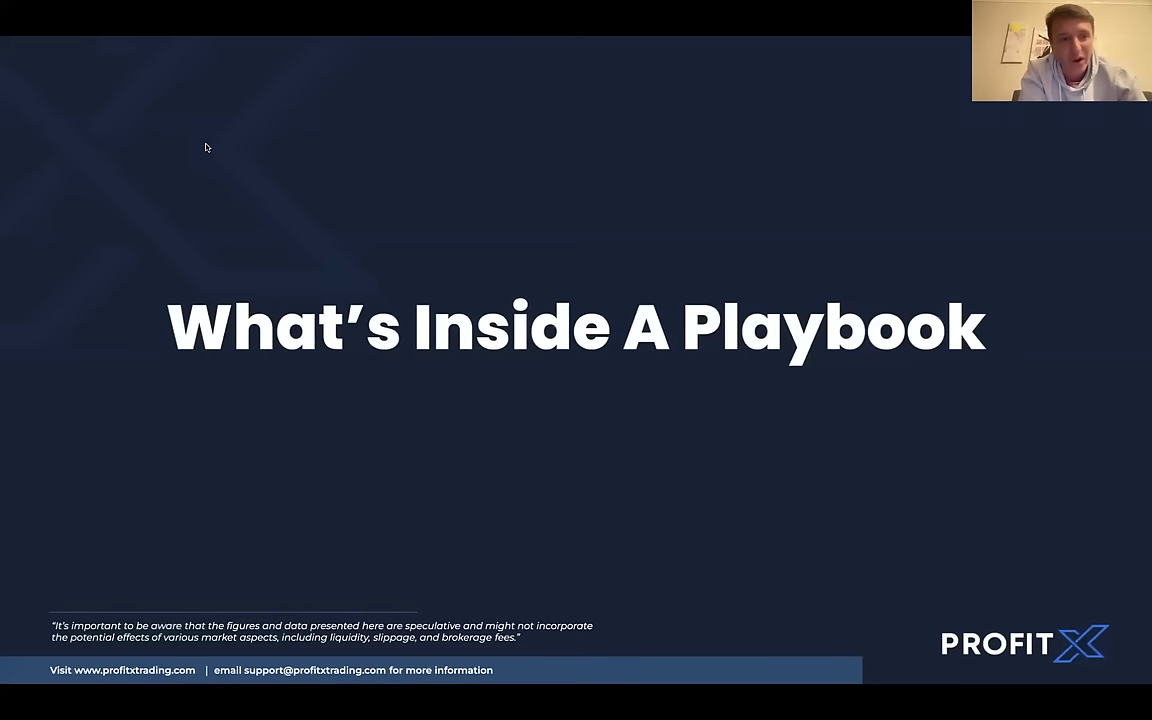 What’s Inside A Playbook
“It’s important to be aware that the figures and data presented here are speculative and might not incorporate
the potential effects of various market aspects, including liquidity, slippage, and brokerage fees.”
PROFITX
Visit www.profitxtrading.com | email support@profitxtrading.com for more information